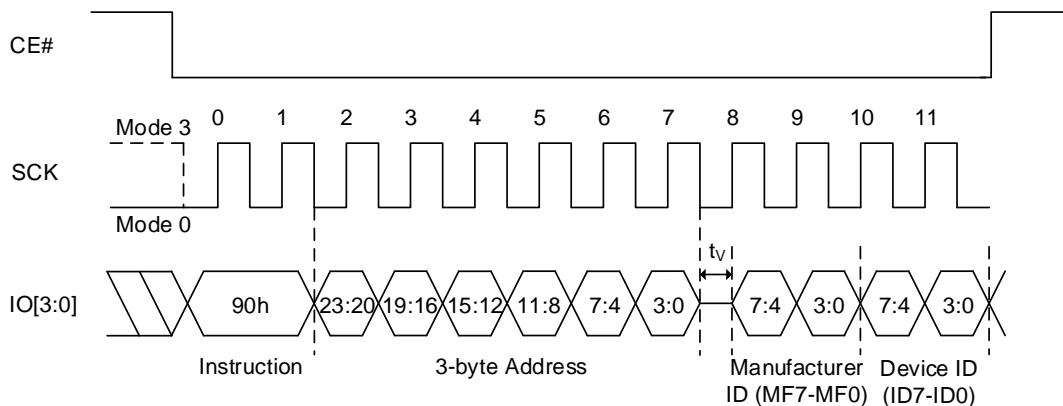 CE#
0 1 2 3 4 5 6 7 8 9 10 11
Mode 3
SCK
Mode 0
tV
IO[3:0]
90h 23:20 19:16 15:12 11:8 7:4 3:0 7:4 3:0 7:4 3:0
Instruction 3-byte Address
Manufacturer
ID (MF7-MF0)
Device ID
(ID7-ID0)